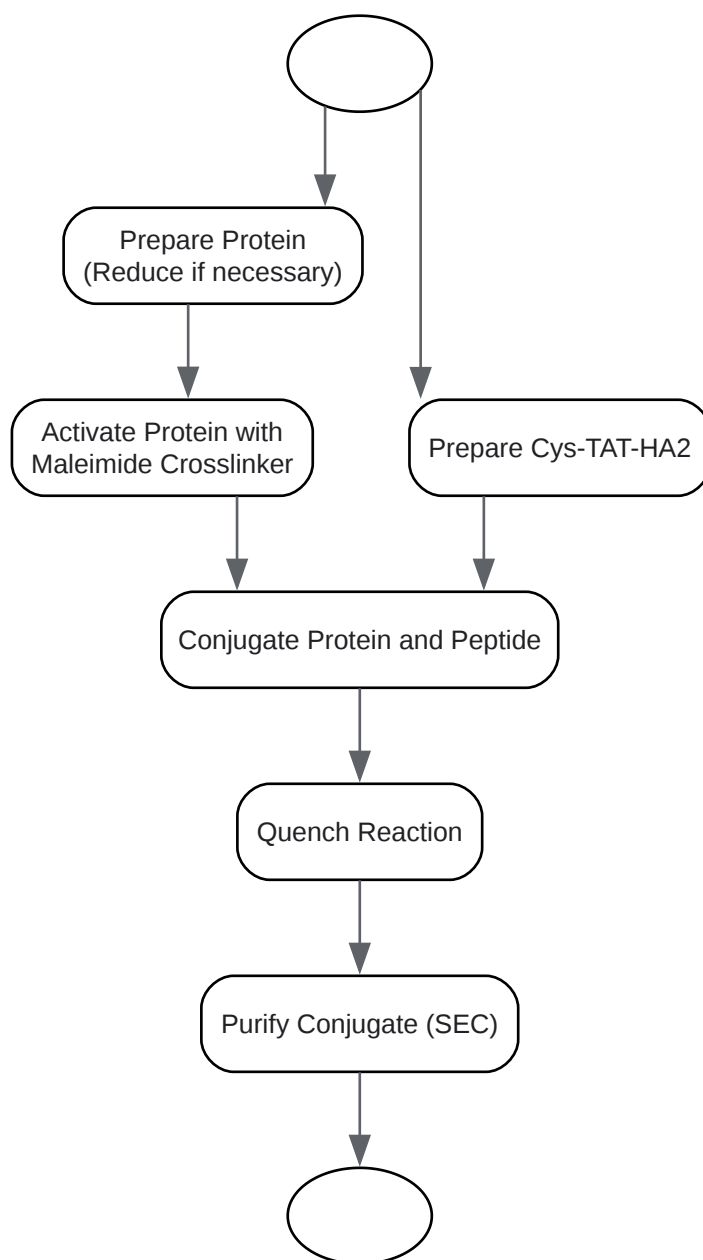 Prepare Protein
(Reduce if necessary)
Activate Protein with
Maleimide Crosslinker
Prepare Cys-TAT-HA2
Conjugate Protein and Peptide
Quench Reaction
Purify Conjugate (SEC)